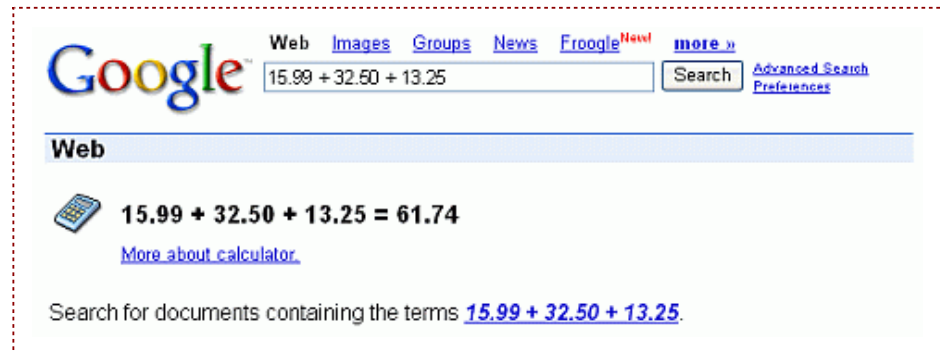 Google™ Web Images Groups News Froogle New! more »
15.99 + 32.50 + 13.25 Search Advanced Search
Preferences
Web
15.99 + 32.50 + 13.25 = 61.74
More about calculator.
Search for documents containing the terms 15.99 + 32.50 + 13.25.